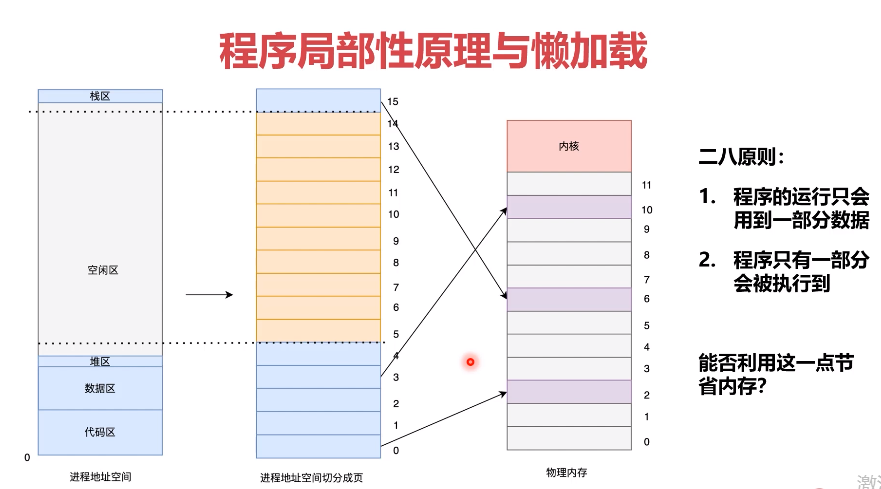 程序局部性原理与懒加载
栈区
空闲区
堆区
数据区
代码区
0
进程地址空间
15
14
13
12
11
10
9
8
7
6
5
4
3
2
1
0
进程地址空间切分成页
内核
11
10
9
8
7
6
5
4
3
2
1
0
物理内存
二八原则：
1. 程序的运行只会
用到一部分数据
2. 程序只有一部分
会被执行到
能否利用这一点节
省内存？